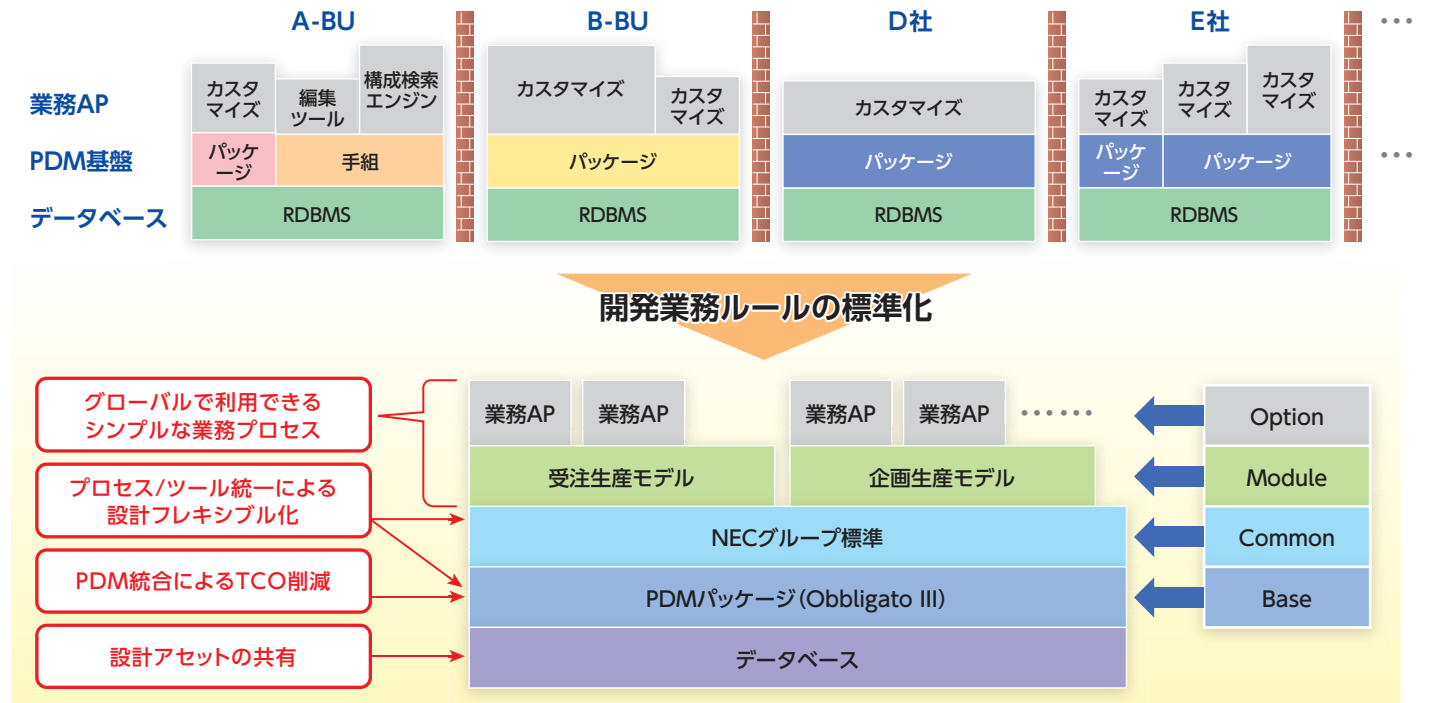 A-BU
B-BU
D社
E社
・・・
業務AP
カスタ
マイズ
編集
ツール
構成検索
エンジン
カスタマイズ
カスタ
マイズ
カスタマイズ
カスタ
マイズ
カスタ
マイズ
カスタ
マイズ
PDM基盤
パッケ
ージ
手組
パッケージ
パッケージ
パッケ
ージ
パッケージ
・・・
データベース
RDBMS
RDBMS
RDBMS
RDBMS
開発業務ルールの標準化
グローバルで利用できる
シンプルな業務プロセス
プロセス/ツール統一による
設計フレキシブル化
PDM統合によるTCO削減
設計アセットの共有
業務AP
業務AP
業務AP
業務AP
・・・・・・
Option
受注生産モデル
企画生産モデル
Module
NECグループ標準
Common
PDMパッケージ(Obbligato III)
Base
データベース